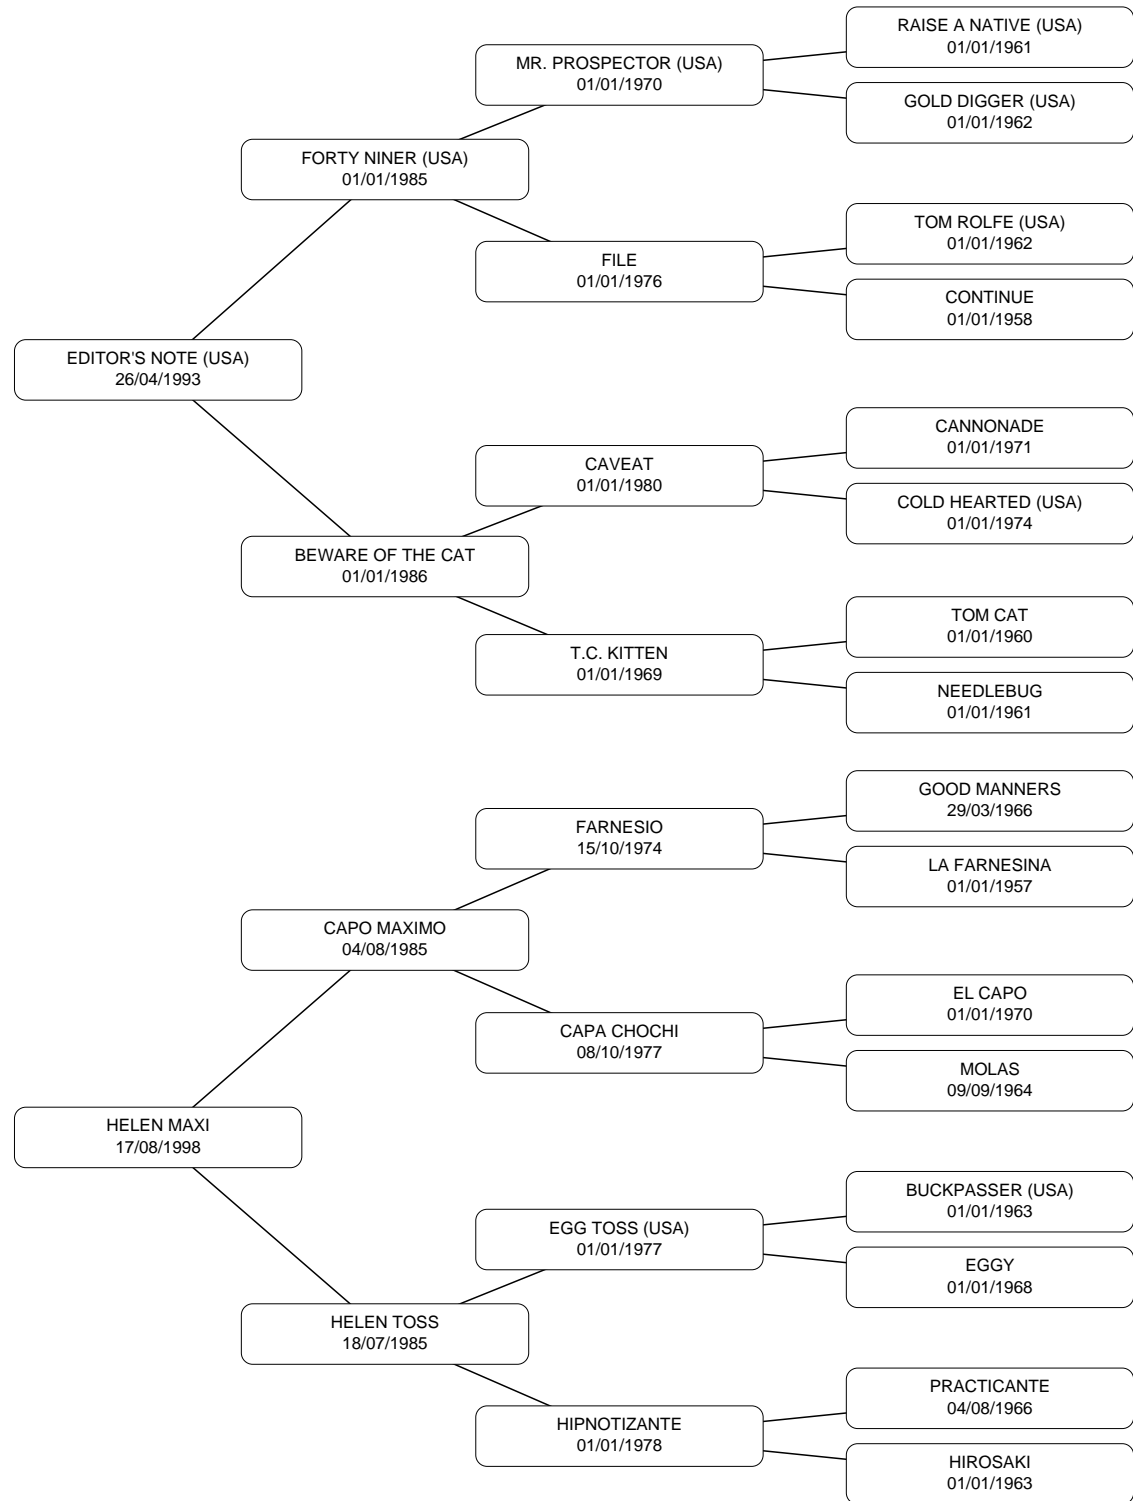 RAISE A NATIVE (USA)
01/01/1961
MR. PROSPECTOR (USA)
01/01/1970
GOLD DIGGER (USA)
01/01/1962
FORTY NINER (USA)
01/01/1985
TOM ROLFE (USA)
01/01/1962
FILE
01/01/1976
CONTINUE
01/01/1958
EDITOR'S NOTE (USA)
26/04/1993
CANNONADE
01/01/1971
CAVEAT
01/01/1980
COLD HEARTED (USA)
01/01/1974
BEWARE OF THE CAT
01/01/1986
TOM CAT
01/01/1960
T.C. KITTEN
01/01/1969
NEEDLEBUG
01/01/1961
GOOD MANNERS
29/03/1966
FARNESIO
15/10/1974
LA FARNESINA
01/01/1957
CAPO MAXIMO
04/08/1985
EL CAPO
01/01/1970
CAPA CHOCHI
08/10/1977
MOLAS
09/09/1964
HELEN MAXI
17/08/1998
BUCKPASSER (USA)
01/01/1963
EGG TOSS (USA)
01/01/1977
EGGY
01/01/1968
HELEN TOSS
18/07/1985
PRACTICANTE
04/08/1966
HIPNOTIZANTE
01/01/1978
HIROSAKI
01/01/1963